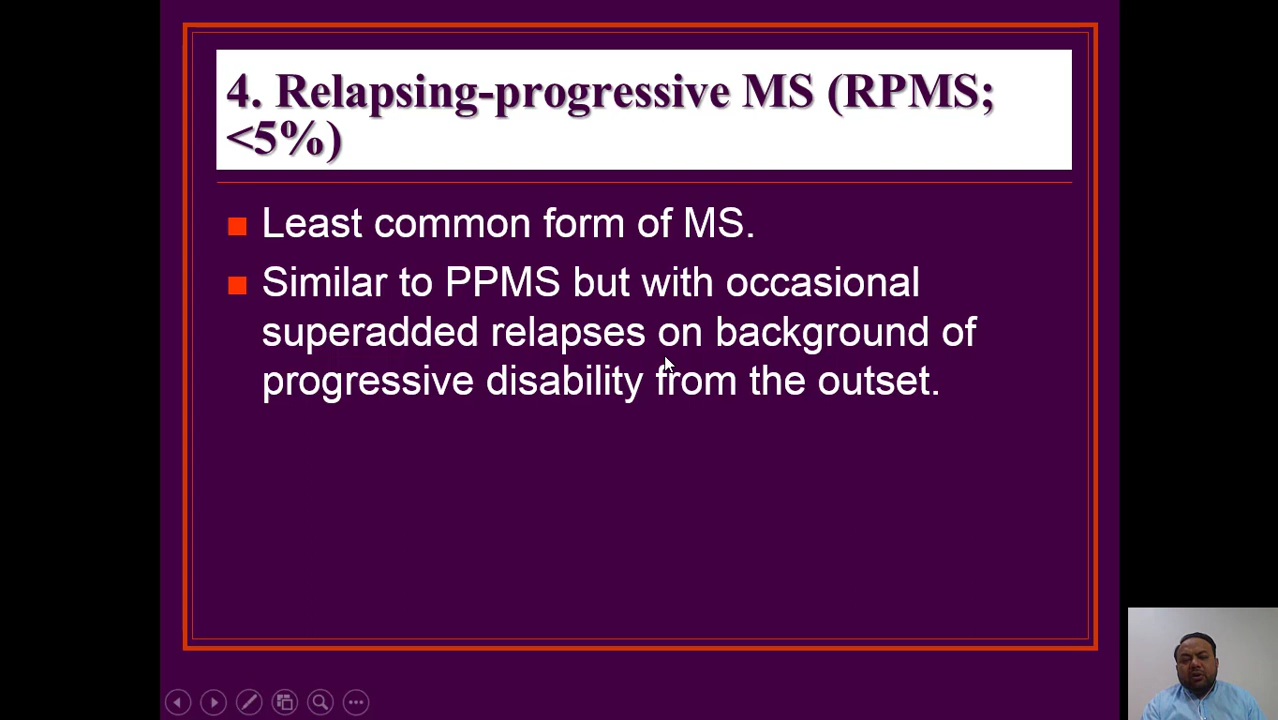 4. Relapsing-progressive MS (RPMS;
<5%)
Least common form of MS.
Similar to PPMS but with occasional
superadded relapses on background of
progressive disability from the outset.